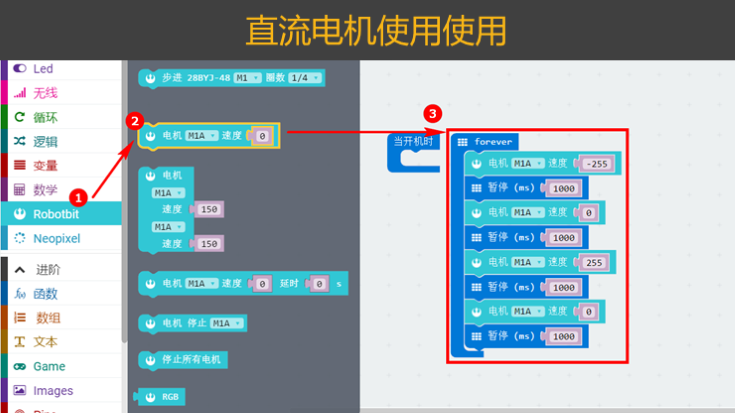 直流电机使用使用
Led
无线
循环
逻辑
变量
数学
Robotbit
Neopixel
进阶
函数
数组
文本
Game
Images
步进 28BYJ-48 M1 圈数 1/4
2
电机 M1A 速度 0
1
电机
M1A
速度 150
M1A
速度 150
电机 M1A 速度 0 延时 0 s
电机 停止 M1A
停止所有电机
RGB
3
当开机时
forever
电机 M1A 速度 -255
暂停 (ms) 1000
电机 M1A 速度 0
暂停 (ms) 1000
电机 M1A 速度 255
暂停 (ms) 1000
电机 M1A 速度 0
暂停 (ms) 1000